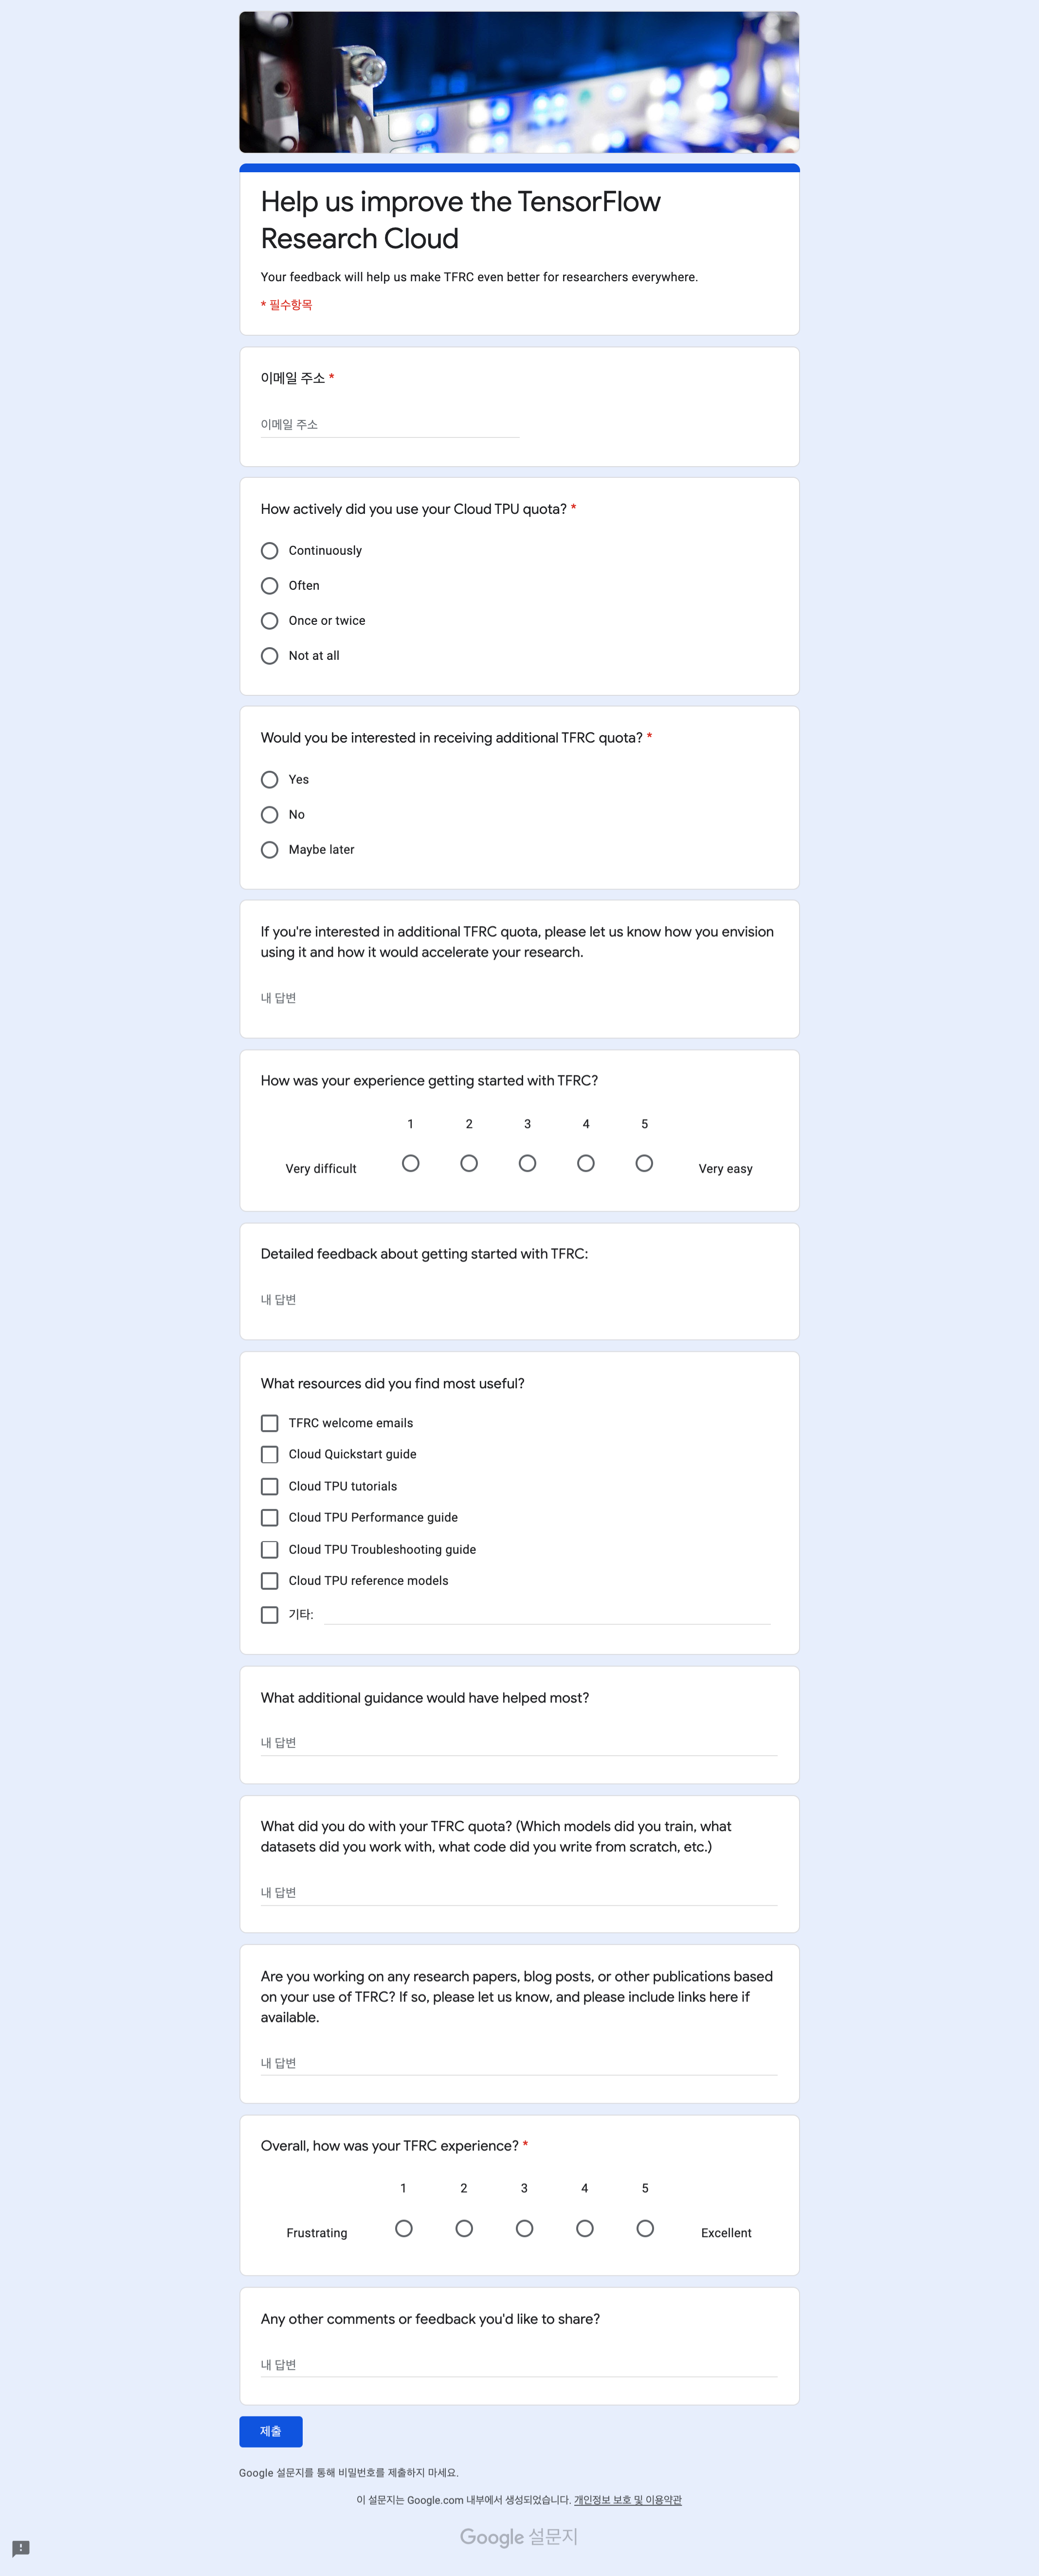 Help us improve the TensorFlow
Research Cloud
Your feedback will help us make TFRC even better for researchers everywhere.
* 필수항목
이메일 주소 *
이메일 주소
How actively did you use your Cloud TPU quota? *
Continuously
Often
Once or twice
Not at all
Would you be interested in receiving additional TFRC quota? *
Yes
No
Maybe later
If you're interested in additional TFRC quota, please let us know how you envision
using it and how it would accelerate your research.
내 답변
How was your experience getting started with TFRC?
1 2 3 4 5
Very difficult Very easy
Detailed feedback about getting started with TFRC:
내 답변
What resources did you find most useful?
TFRC welcome emails
Cloud Quickstart guide
Cloud TPU tutorials
Cloud TPU Performance guide
Cloud TPU Troubleshooting guide
Cloud TPU reference models
기타:
What additional guidance would have helped most?
내 답변
What did you do with your TFRC quota? (Which models did you train, what
datasets did you work with, what code did you write from scratch, etc.)
내 답변
Are you working on any research papers, blog posts, or other publications based
on your use of TFRC? If so, please let us know, and please include links here if
available.
내 답변
Overall, how was your TFRC experience? *
1 2 3 4 5
Frustrating Excellent
Any other comments or feedback you'd like to share?
내 답변
제출
Google 설문지를 통해 비밀번호를 제출하지 마세요.
이 설문지는 Google.com 내부에서 생성되었습니다. 개인정보 보호 및 이용약관
Google 설문지